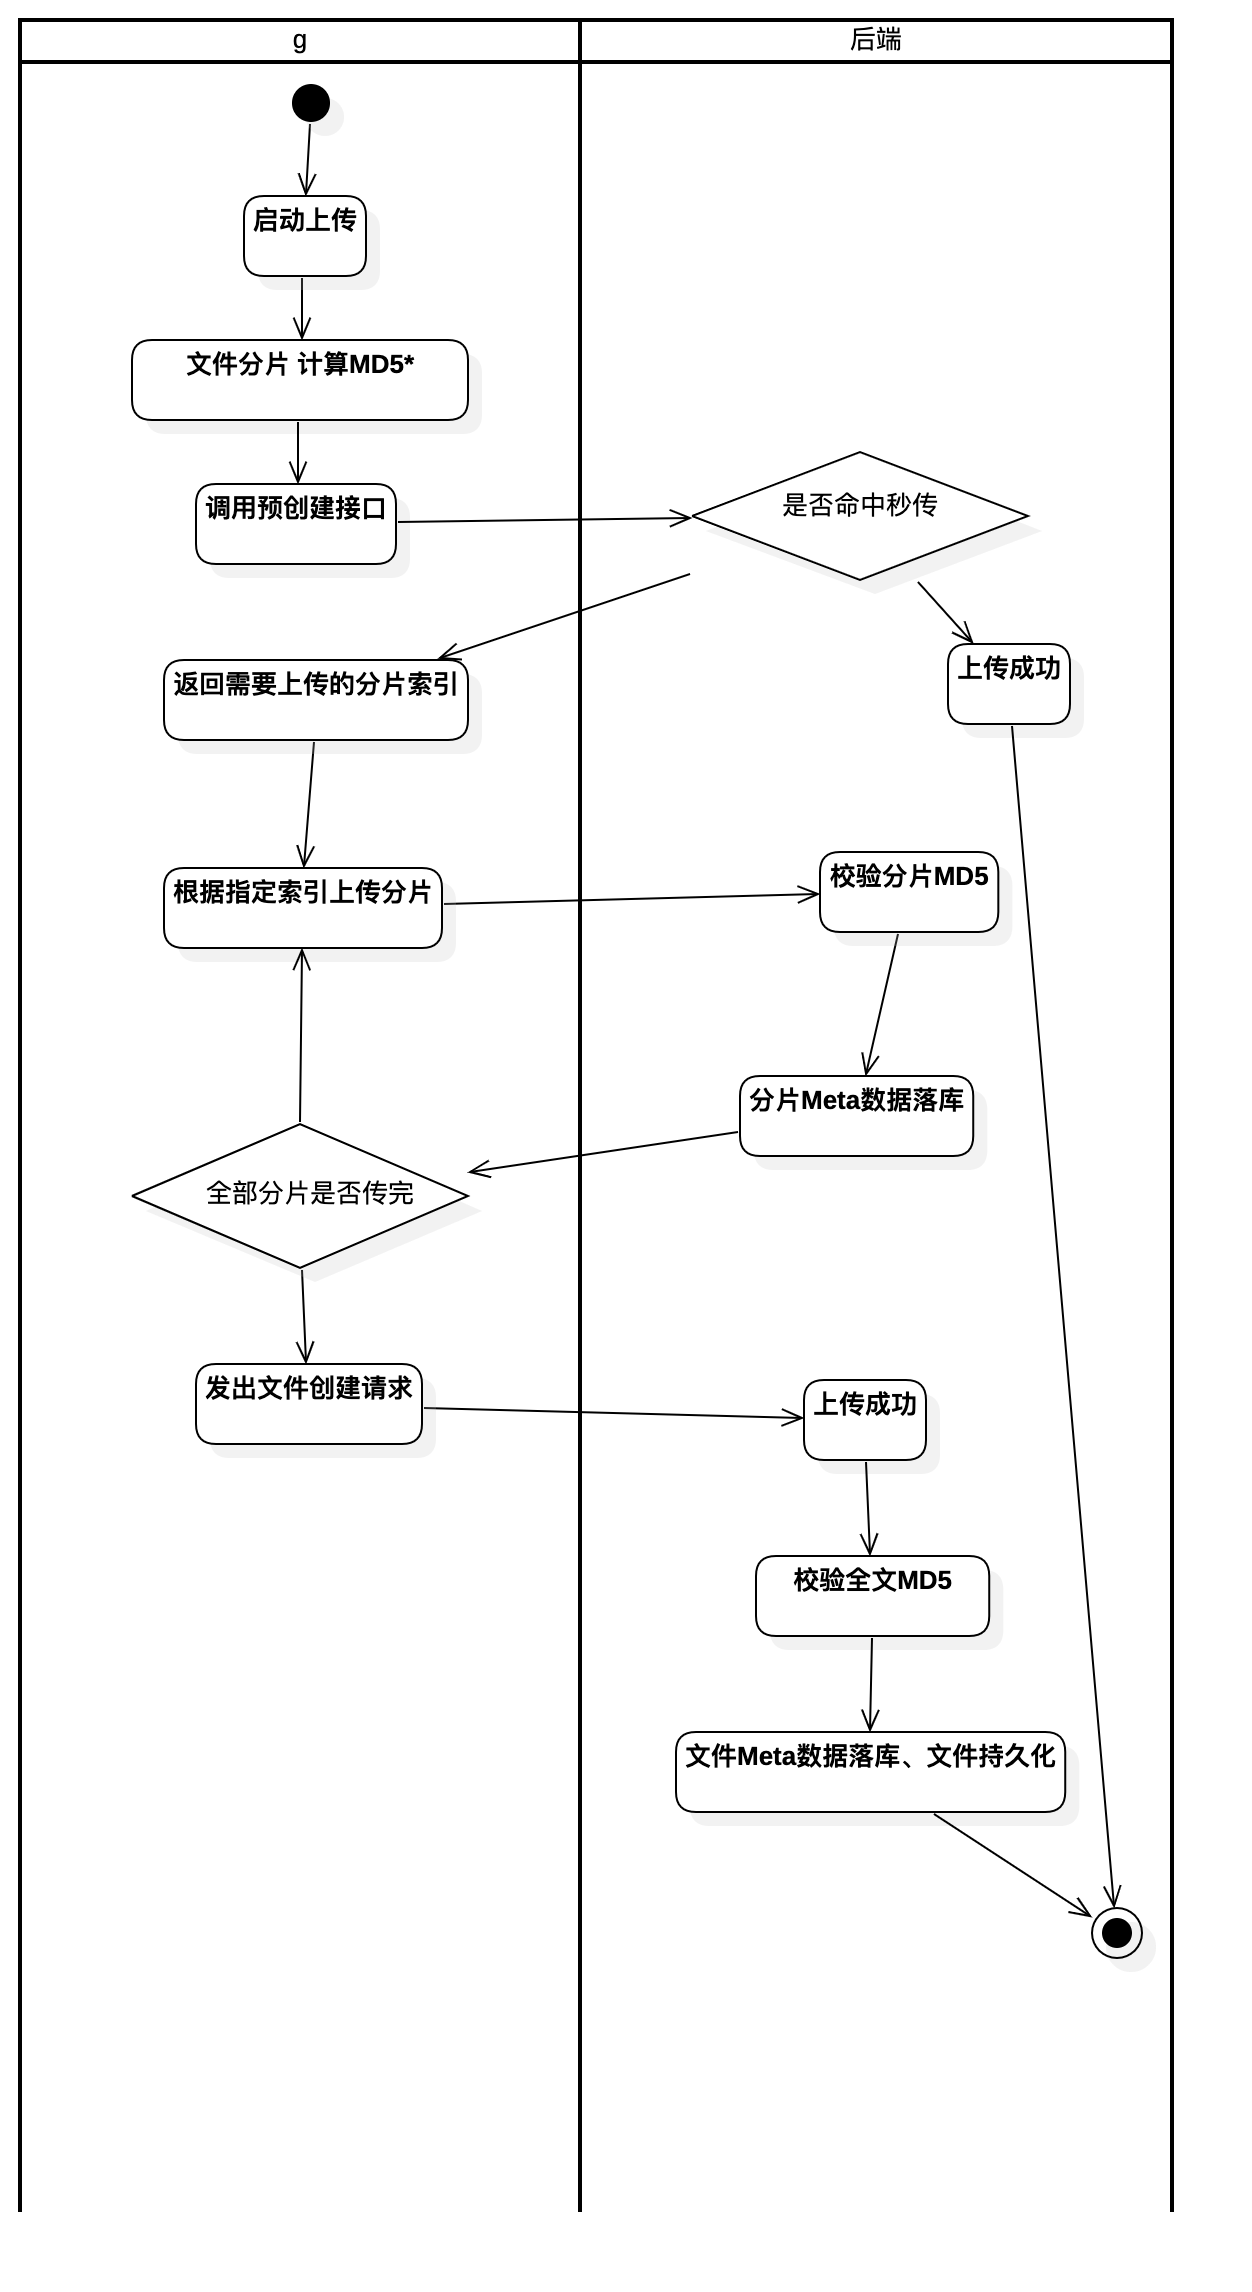 g
后端
启动上传
文件分片 计算MD5*
调用预创建接口
是否命中秒传
返回需要上传的分片索引
上传成功
根据指定索引上传分片
校验分片MD5
分片Meta数据落库
全部分片是否传完
发出文件创建请求
上传成功
校验全文MD5
文件Meta数据落库、文件持久化